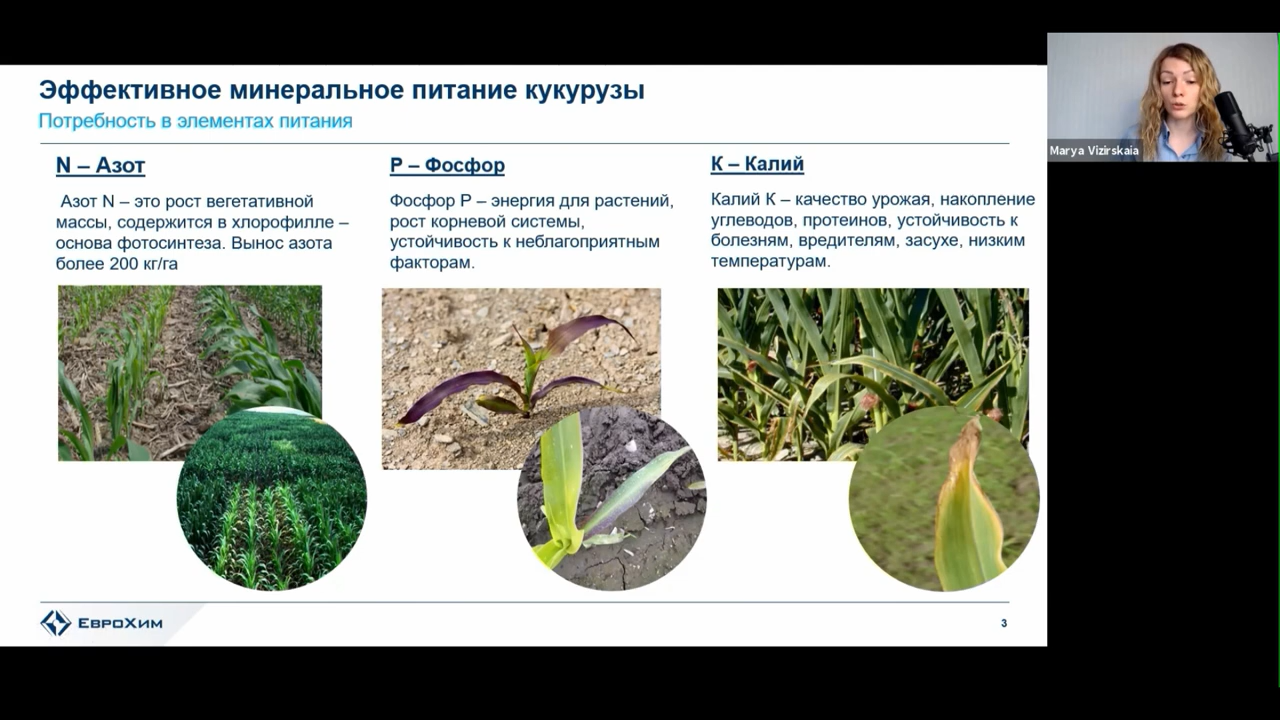 Эффективное минеральное питание кукурузы
Потребность в элементах питания
N – Азот
Азот N – это рост вегетативной
массы, содержится в хлорофилле –
основа фотосинтеза. Вынос азота
более 200 кг/га
P – Фосфор
Фосфор P – энергия для растений,
рост корневой системы,
устойчивость к неблагоприятным
факторам.
К – Калий
Калий К – качество урожая, накопление
углеводов, протеинов, устойчивость к
болезням, вредителям, засухе, низким
температурам.
ЕвроХим
3
Marya Vizirskaia